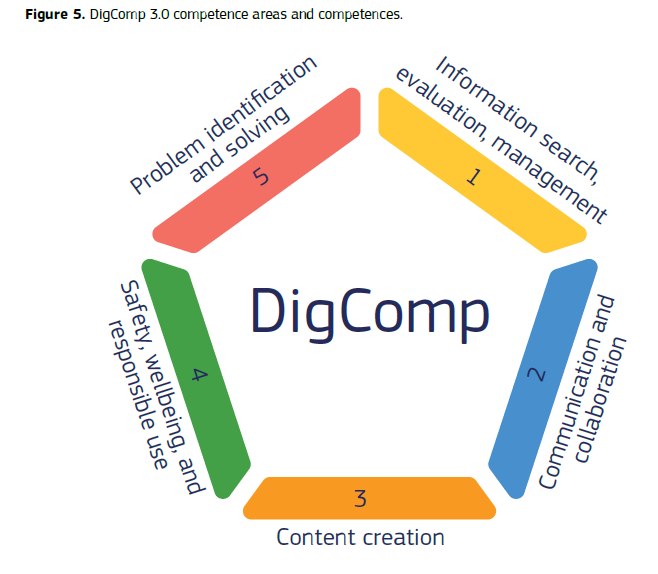 Figure 5. DigComp 3.0 competence areas and competences.
Information search,
evaluation, management
1
Communication and
collaboration
2
3
Content creation
Safety, wellbeing, and
responsible use
4
Problem identification
and solving
5
DigComp